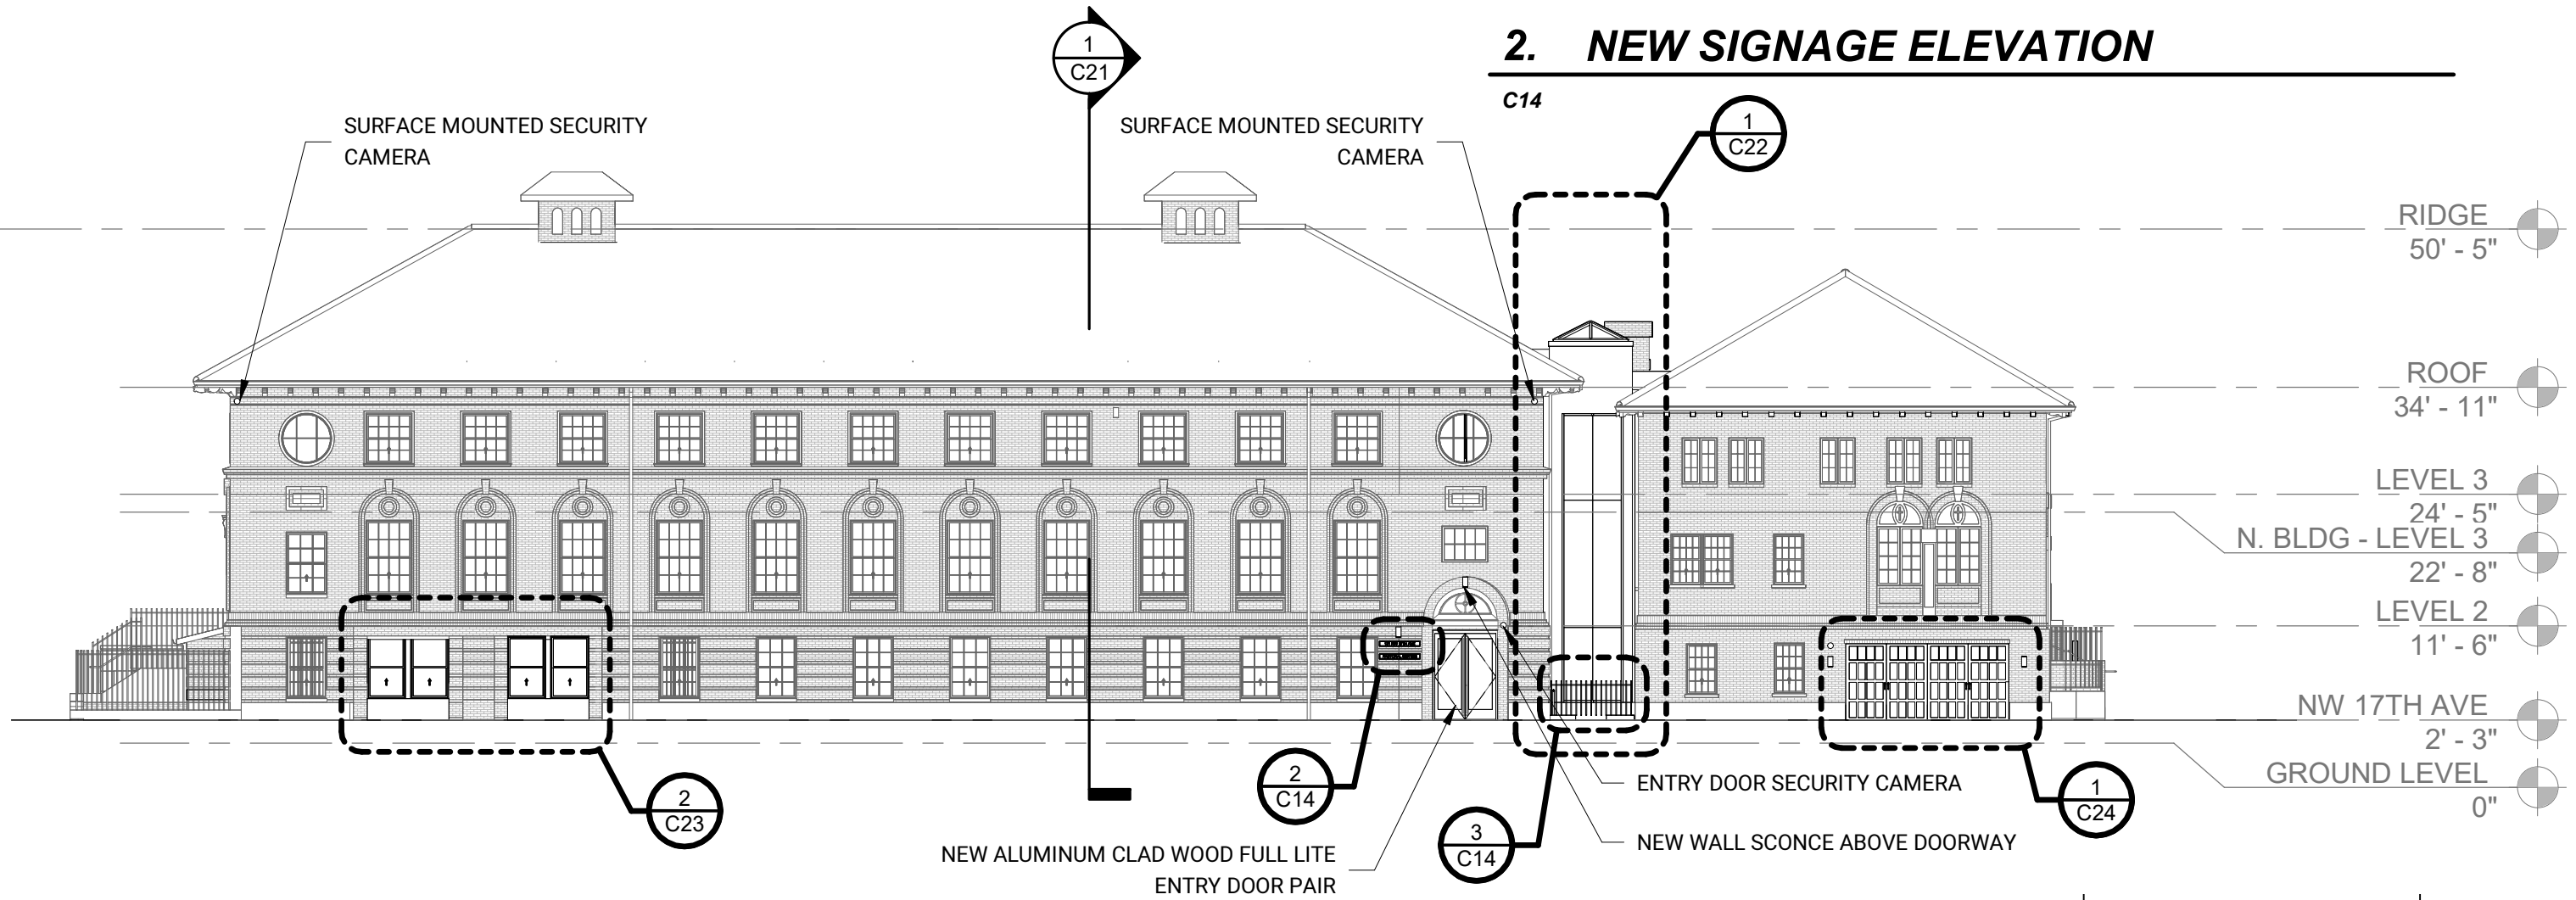 2. NEW SIGNAGE ELEVATION
C14
1
C21
SURFACE MOUNTED SECURITY
CAMERA
SURFACE MOUNTED SECURITY
CAMERA
1
C22
RIDGE
50' - 5"
ROOF
34' - 11"
LEVEL 3
24' - 5"
N. BLDG - LEVEL 3
22' - 8"
LEVEL 2
11' - 6"
NW 17TH AVE
2' - 3"
GROUND LEVEL
0"
2
C23
2
C14
3
C14
1
C24
ENTRY DOOR SECURITY CAMERA
NEW WALL SCONCE ABOVE DOORWAY
NEW ALUMINUM CLAD WOOD FULL LITE
ENTRY DOOR PAIR